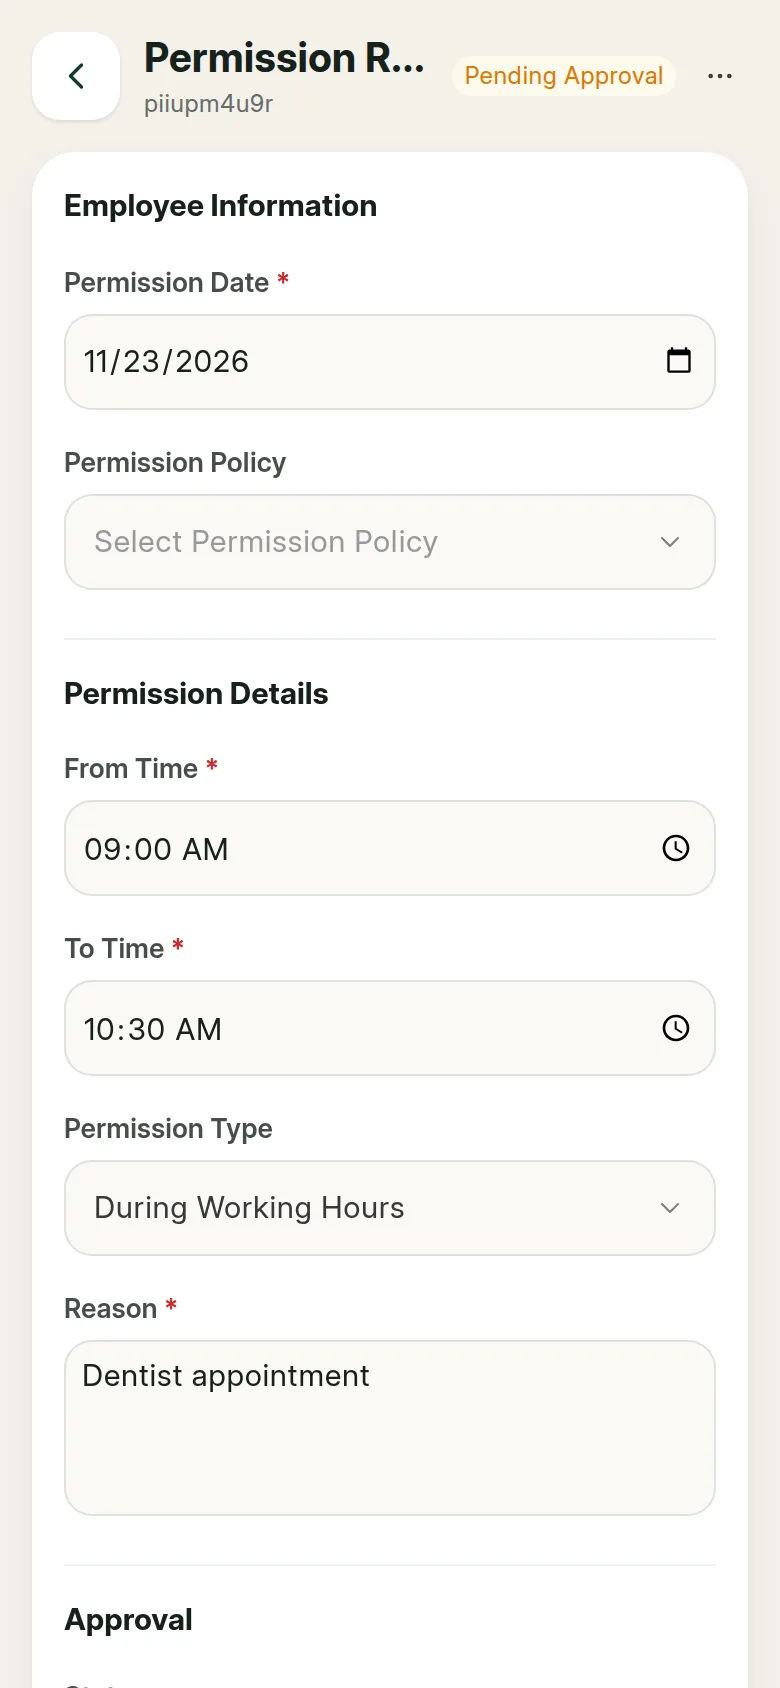 Permission R...
piiupm4u9r
Pending Approval
Employee Information
Permission Date *
11/23/2026
Permission Policy
Select Permission Policy
Permission Details
From Time *
09:00 AM
To Time *
10:30 AM
Permission Type
During Working Hours
Reason *
Dentist appointment
Approval